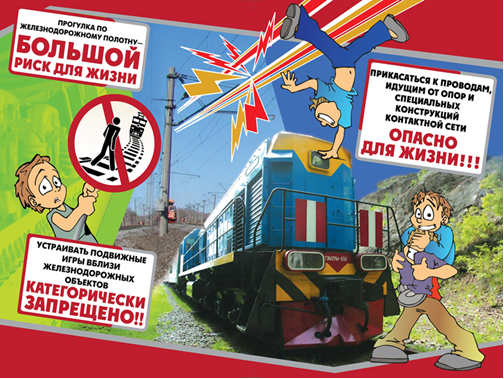 ПРОГУЛКА ПО
ЖЕЛЕЗНОДОРОЖНОМУ ПОЛОТНУ–
БОЛЬШОЙ
РИСК ДЛЯ ЖИЗНИ
ПРИКАСАТЬСЯ К ПРОВОДАМ,
ИДУЩИМ ОТ ОПОР И
СПЕЦИАЛЬНЫХ
КОНСТРУКЦИЙ
КОНТАКТНОЙ СЕТИ
ОПАСНО
ДЛЯ ЖИЗНИ!!!
УСТРАИВАТЬ ПОДВИЖНЫЕ
ИГРЫ ВБЛИЗИ
ЖЕЛЕЗНОДОРОЖНЫХ
ОБЪЕКТОВ
КАТЕГОРИЧЕСКИ
ЗАПРЕЩЕНО!!